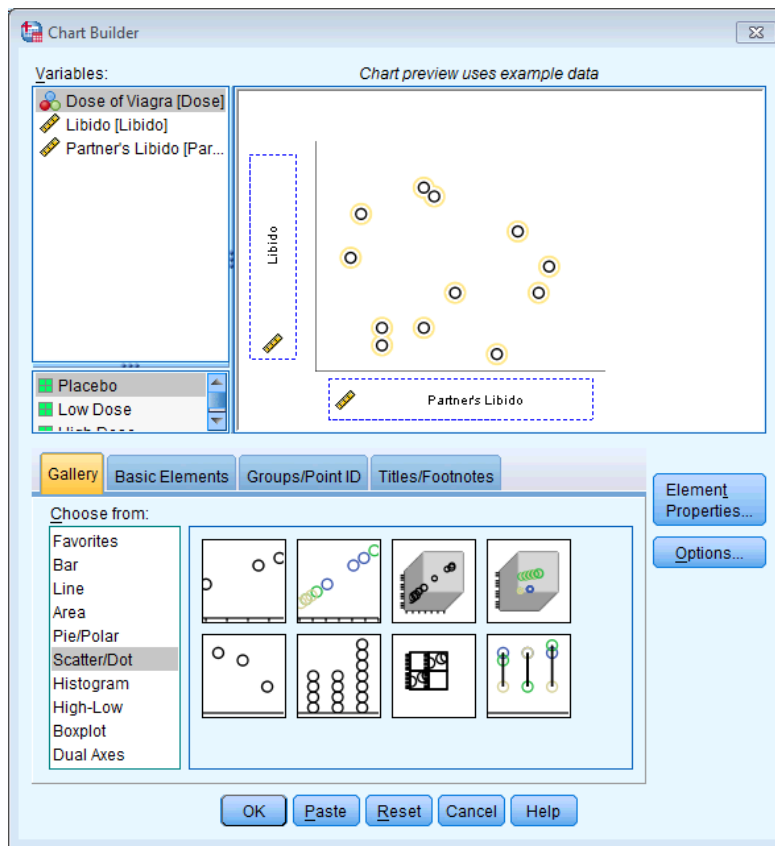 Chart Builder
Variables:
Chart preview uses example data
Dose of Viagra [Dose]
Libido [Libido]
Partner's Libido [Par...
Libido
Partner's Libido
Placebo
Low Dose
High Dose
Gallery
Basic Elements
Groups/Point ID
Titles/Footnotes
Choose from:
Favorites
Bar
Line
Area
Pie/Polar
Scatter/Dot
Histogram
High-Low
Boxplot
Dual Axes
Element
Properties...
Options...
OK
Paste
Reset
Cancel
Help